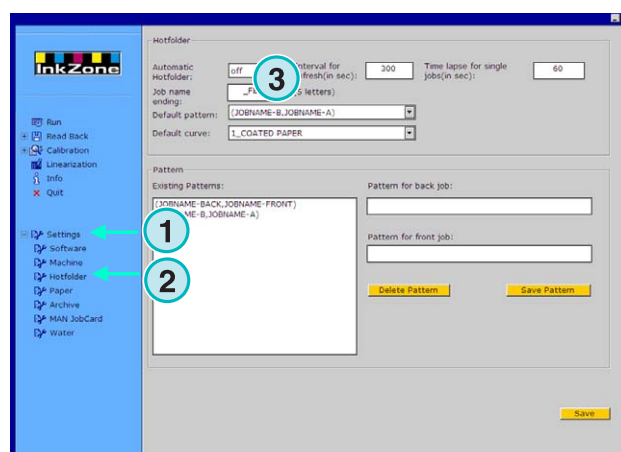 InkZone
Run
Read Back
Calibration
Linearization
Info
Quit
Settings
Software
Machine
Hotfolder
Paper
Archive
MAN JobCard
Water
1
2
3
Hotfolder
Automatic
Hotfolder:
off
for
(in sec):
300
Time lapse for single
jobs(in sec):
60
Job name
ending:
letters)
Default pattern:
(JOBNAME-B,JOBNAME-A)
Default curve:
1_COATED PAPER
Pattern
Existing Patterns:
(JOBNAME-BACK,JOBNAME-FRONT)
JOBNAME-A)
Pattern for back job:
Pattern for front job:
Delete Pattern
Save Pattern
Save